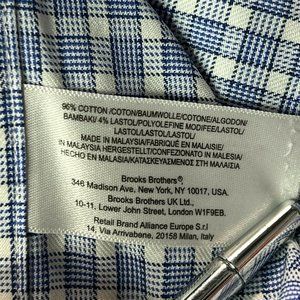 96% COTTON /COTON/BAUMWOLLE/COTONE/ALGODON/
BAMBAKI/ 4% LASTOL/POLYOLEFINE MODIFEE/LASTOL/
LASTOL/LASTOL/LASTOL
MADE IN MALAYSIA/FABRIQUÉ EN MALAISIE/
IN MALAYSIA HERGESTELLT/CONFEZIONATO IN MALESIA/
HECHO EN MALASIA/ΚΑΤΑΣΚΕΥΑΣΜΕΝΟ ΣΤΗ ΜΑΛΑΙΣΙΑ
Brooks Brothers®,
346 Madison Ave, New York, NY, 10017, USA.
Brooks Brothers UK Ltd.,
10-11, Lower John Street, London W1F9EB.
Retail Brand Alliance Europe S.r.l
14, Via Arrivabene, 20158 Milan, Italy